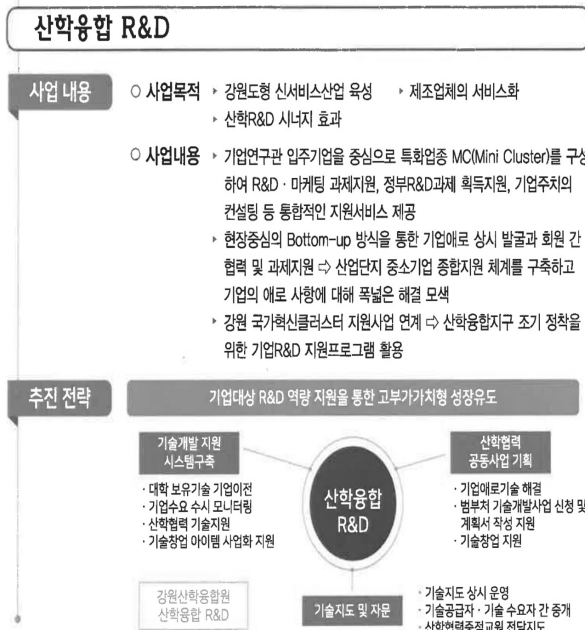 산학융합 R&D
사업 내용
○ 사업목적 ▸ 강원도형 신서비스산업 육성 ▸ 제조업체의 서비스화
▸ 산학R&D 시너지 효과
○ 사업내용 ▸ 기업연구관 입주기업을 중심으로 특화업종 MC(Mini Cluster)를 구성
하여 R&D · 마케팅 과제지원, 정부R&D과제 획득지원, 기업주치의
컨설팅 등 통합적인 지원서비스 제공
▸ 현장중심의 Bottom-up 방식을 통한 기업애로 상시 발굴과 회원 간
협력 및 과제지원 ⇨ 산업단지 중소기업 종합지원 체계를 구축하고
기업의 애로 사항에 대해 폭넓은 해결 모색
▸ 강원 국가혁신클러스터 지원사업 연계 ⇨ 산학융합지구 조기 정착을
위한 기업R&D 지원프로그램 활용
추진 전략
기업대상 R&D 역량 지원을 통한 고부가가치형 성장유도
기술개발 지원
시스템구축
· 대학 보유기술 기업이전
· 기업수요 수시 모니터링
· 산학협력 기술지원
· 기술창업 아이템 사업화 지원
산학융합
R&D
산학협력
공동사업 기획
· 기업애로기술 해결
· 범부처 기술개발사업 신청 및
계획서 작성 지원
· 기술창업 지원
강원산학융합원
산학융합 R&D
기술지도 및 자문
· 기술지도 상시 운영
· 기술공급자 · 기술 수요자 간 중개
· 산학협력중점교원 전담지도